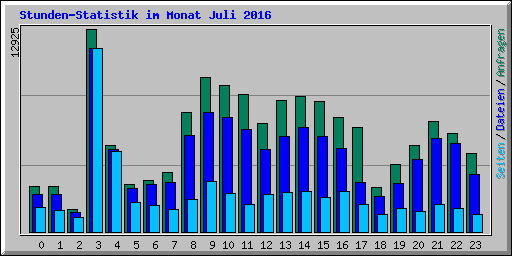 Stunden-Statistik im Monat Juli 2016
12925
Seiten / Dateien / Anfragen
0 1 2 3 4 5 6 7 8 9 10 11 12 13 14 15 16 17 18 19 20 21 22 23